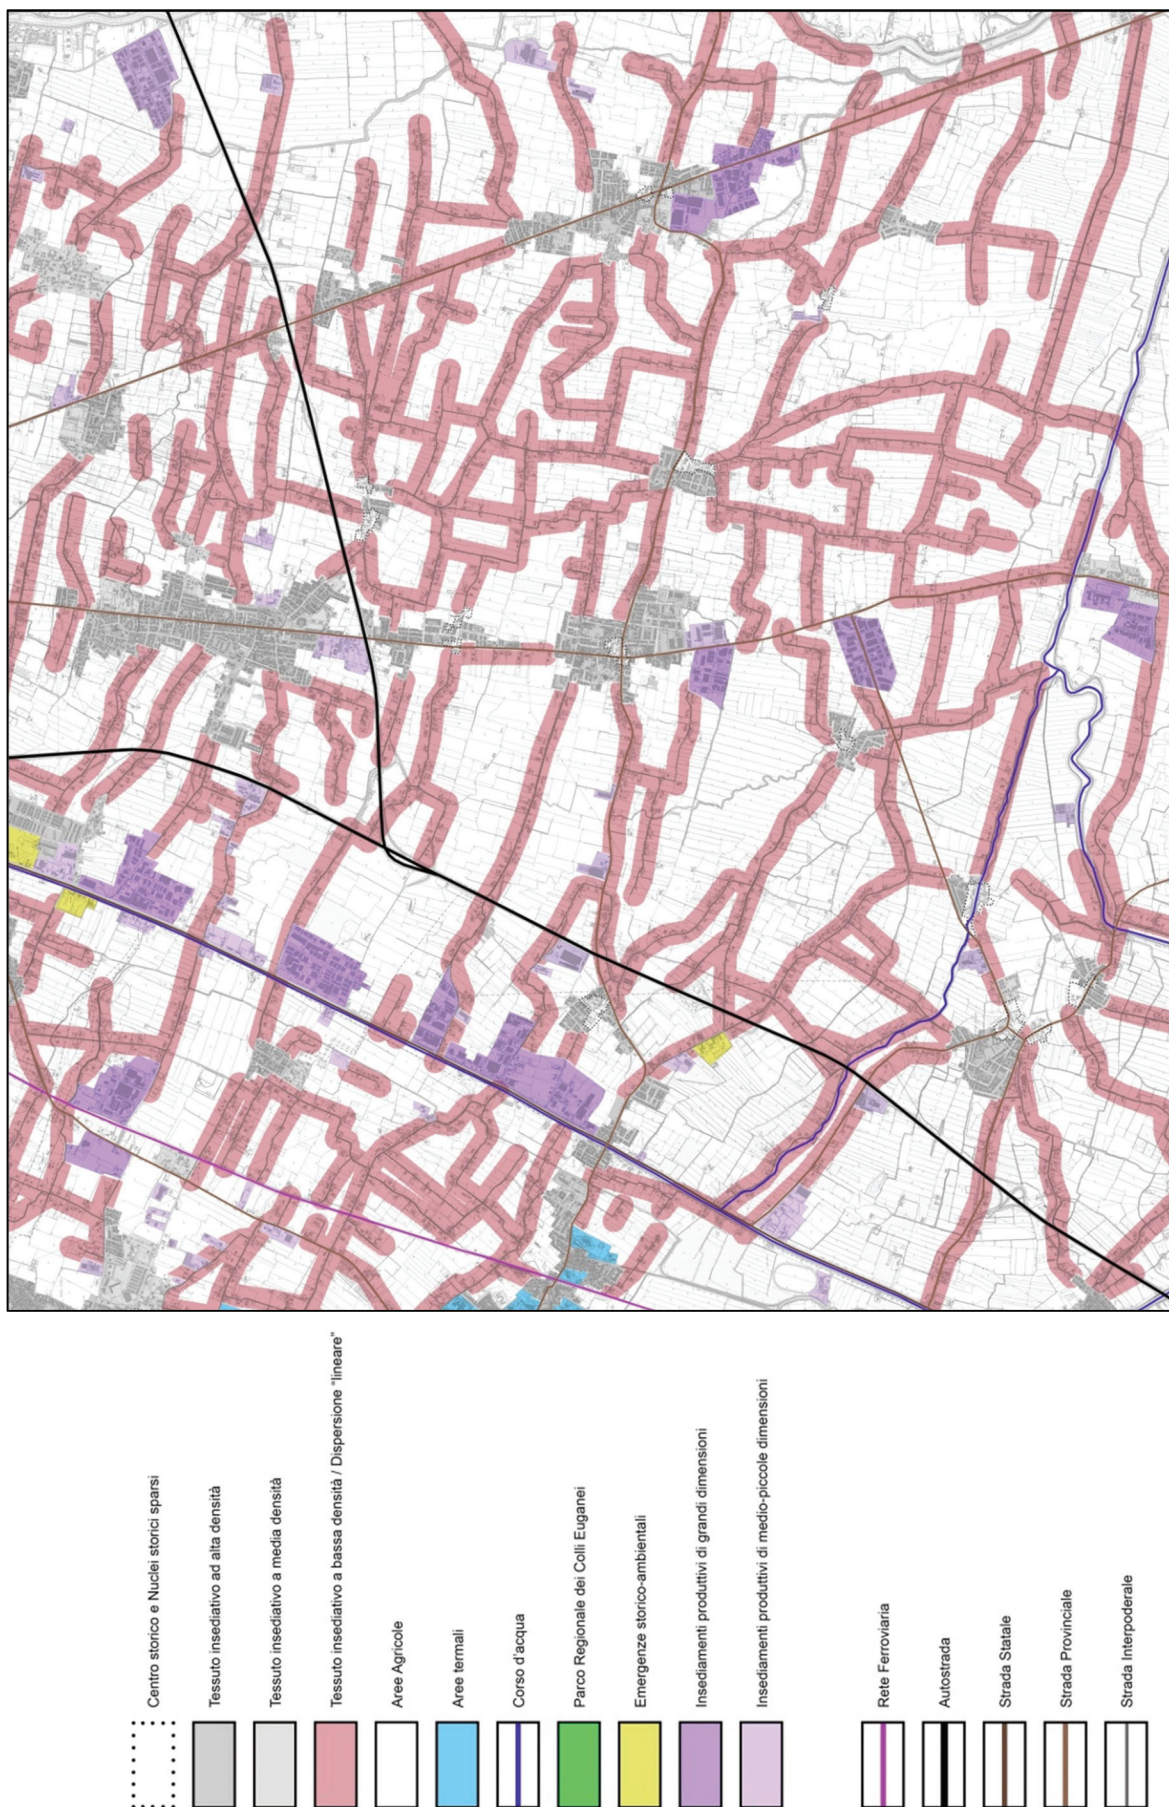 Centro storico e Nuclei storici sparsi
Tessuto insediativo ad alta densità
Tessuto insediativo a media densità
Tessuto insediativo a bassa densità / Dispersione "lineare"
Aree Agricole
Aree termali
Corso d'acqua
Parco Regionale dei Colli Euganei
Emergenze storico-ambientali
Insediamenti produttivi di grandi dimensioni
Insediamenti produttivi di medio-piccole dimensioni
Rete Ferroviaria
Autostrada
Strada Statale
Strada Provinciale
Strada Interpoderale